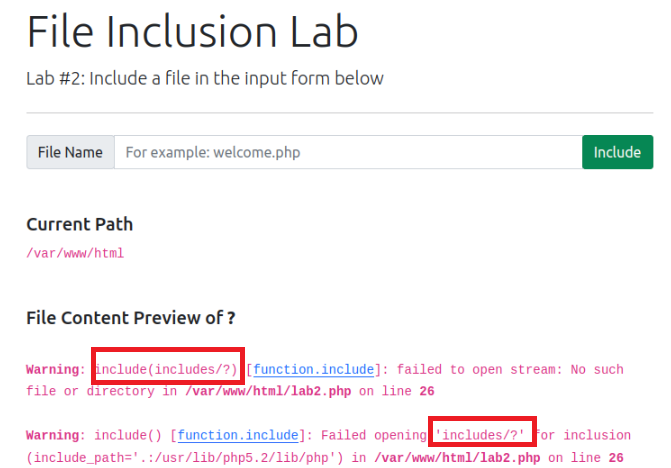 File Inclusion Lab
Lab #2: Include a file in the input form below
File Name For example: welcome.php Include
Current Path
/var/www/html
File Content Preview of ?
Warning: include(includes/?) [function.include]: failed to open stream: No such
file or directory in /var/www/html/lab2.php on line 26
Warning: include() [function.include]: Failed opening 'includes/?' for inclusion
(include_path='.:/usr/lib/php5.2/lib/php') in /var/www/html/lab2.php on line 26